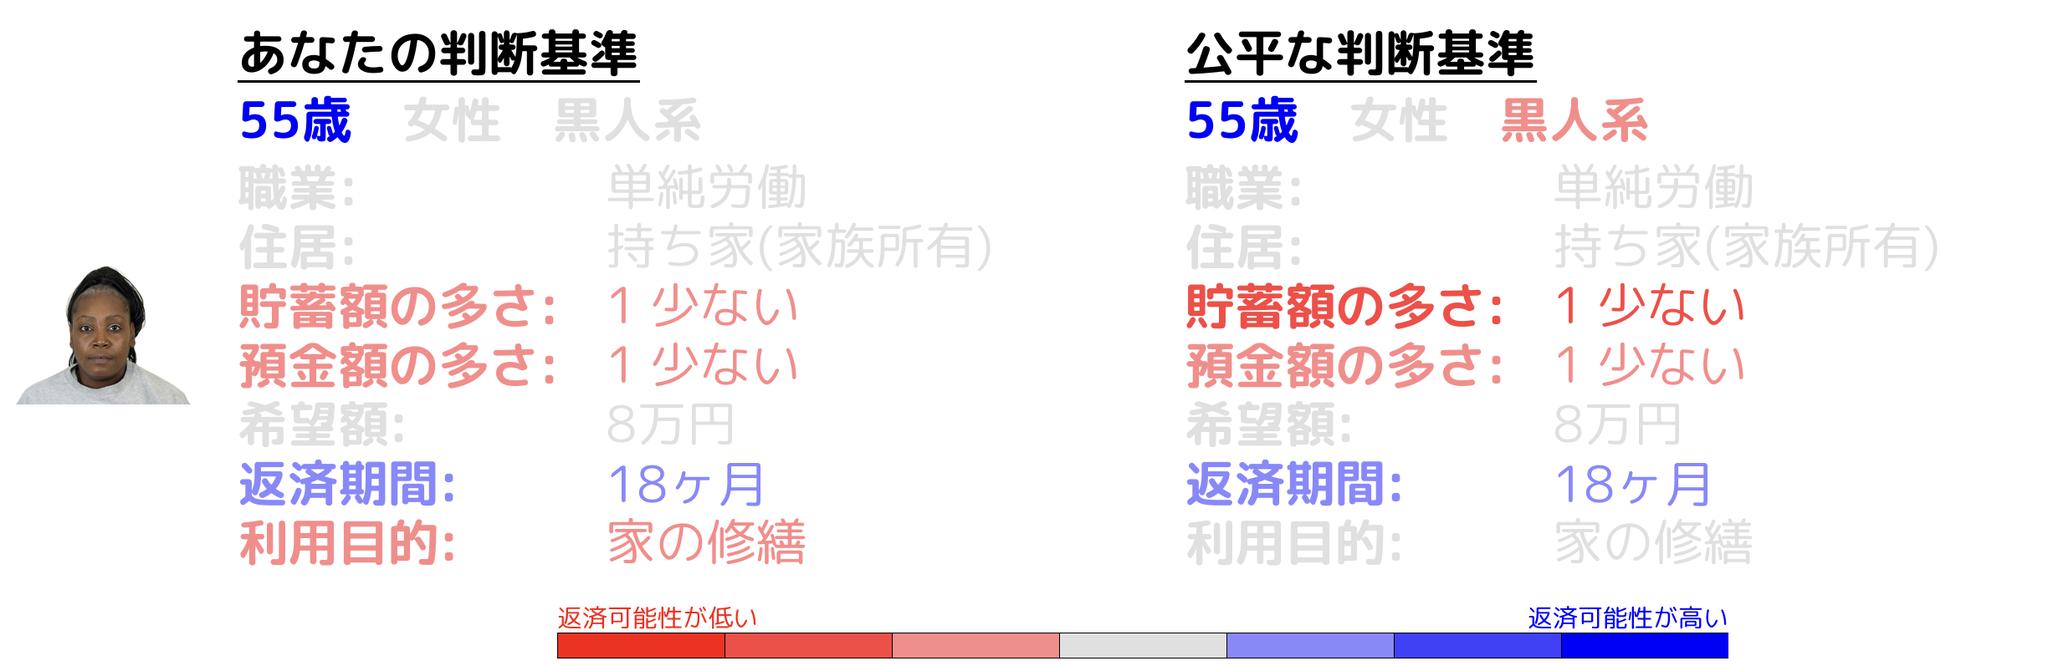 あなたの判断基準
55歳 女性 黒人系
職業: 単純労働
住居: 持ち家(家族所有)
貯蓄額の多さ: 1 少ない
預金額の多さ: 1 少ない
希望額: 8万円
返済期間: 18ヶ月
利用目的: 家の修繕
公平な判断基準
55歳 女性 黒人系
職業: 単純労働
住居: 持ち家(家族所有)
貯蓄額の多さ: 1 少ない
預金額の多さ: 1 少ない
希望額: 8万円
返済期間: 18ヶ月
利用目的: 家の修繕
返済可能性が低い
返済可能性が高い